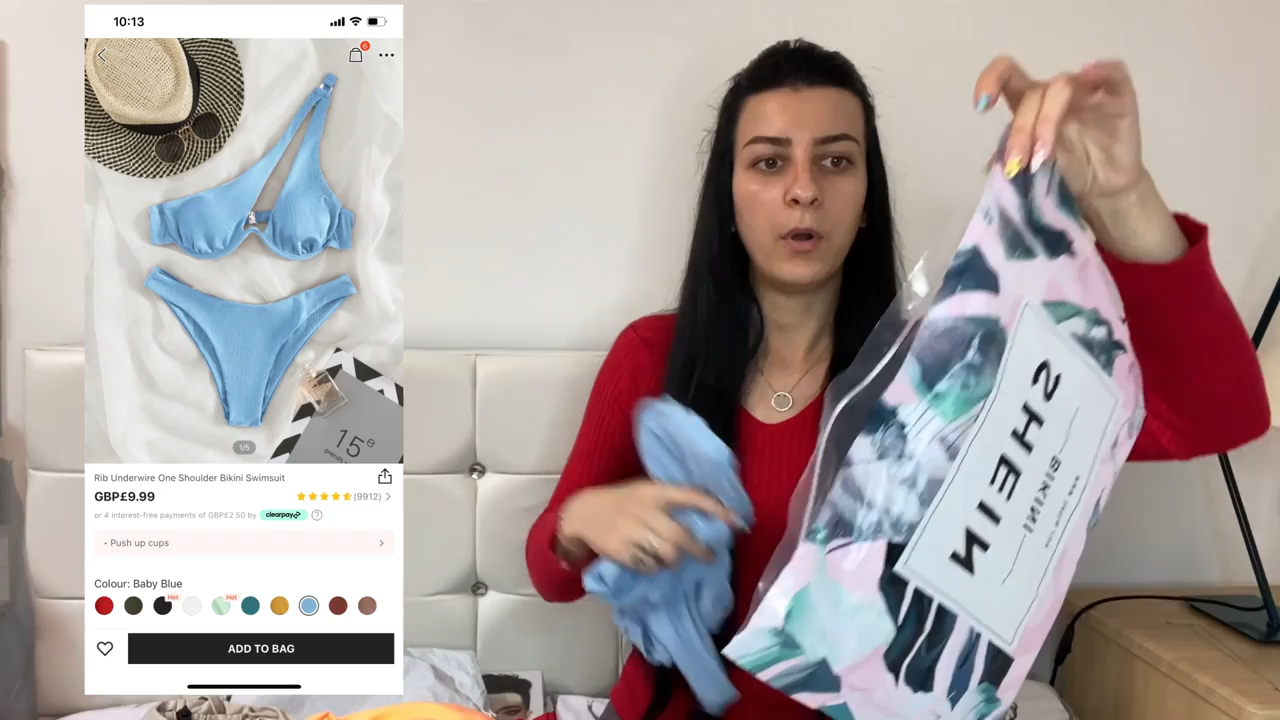 10:13
6
15e
1/5
Rib Underwire One Shoulder Bikini Swimsuit
GBP£9.99
(9912)
or 4 interest-free payments of GBP£2.50 by clearpay
?
• Push up cups
Colour: Baby Blue
Hot
Hot
ADD TO BAG
SHEIN
BIKINI